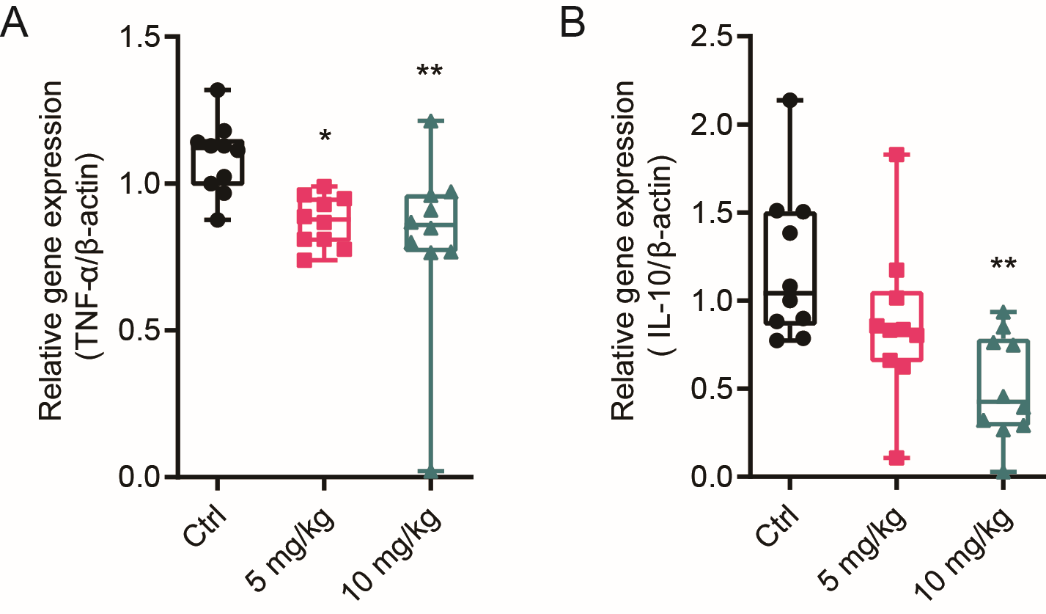 A
Relative gene expression
(TNF-α/β-actin)
1.5
1.0
0.5
0.0
*
**
Ctrl
5 mg/kg
10 mg/kg
B
Relative gene expression
( IL-10/β-actin)
2.5
2.0
1.5
1.0
0.5
0.0
**
Ctrl
5 mg/kg
10 mg/kg